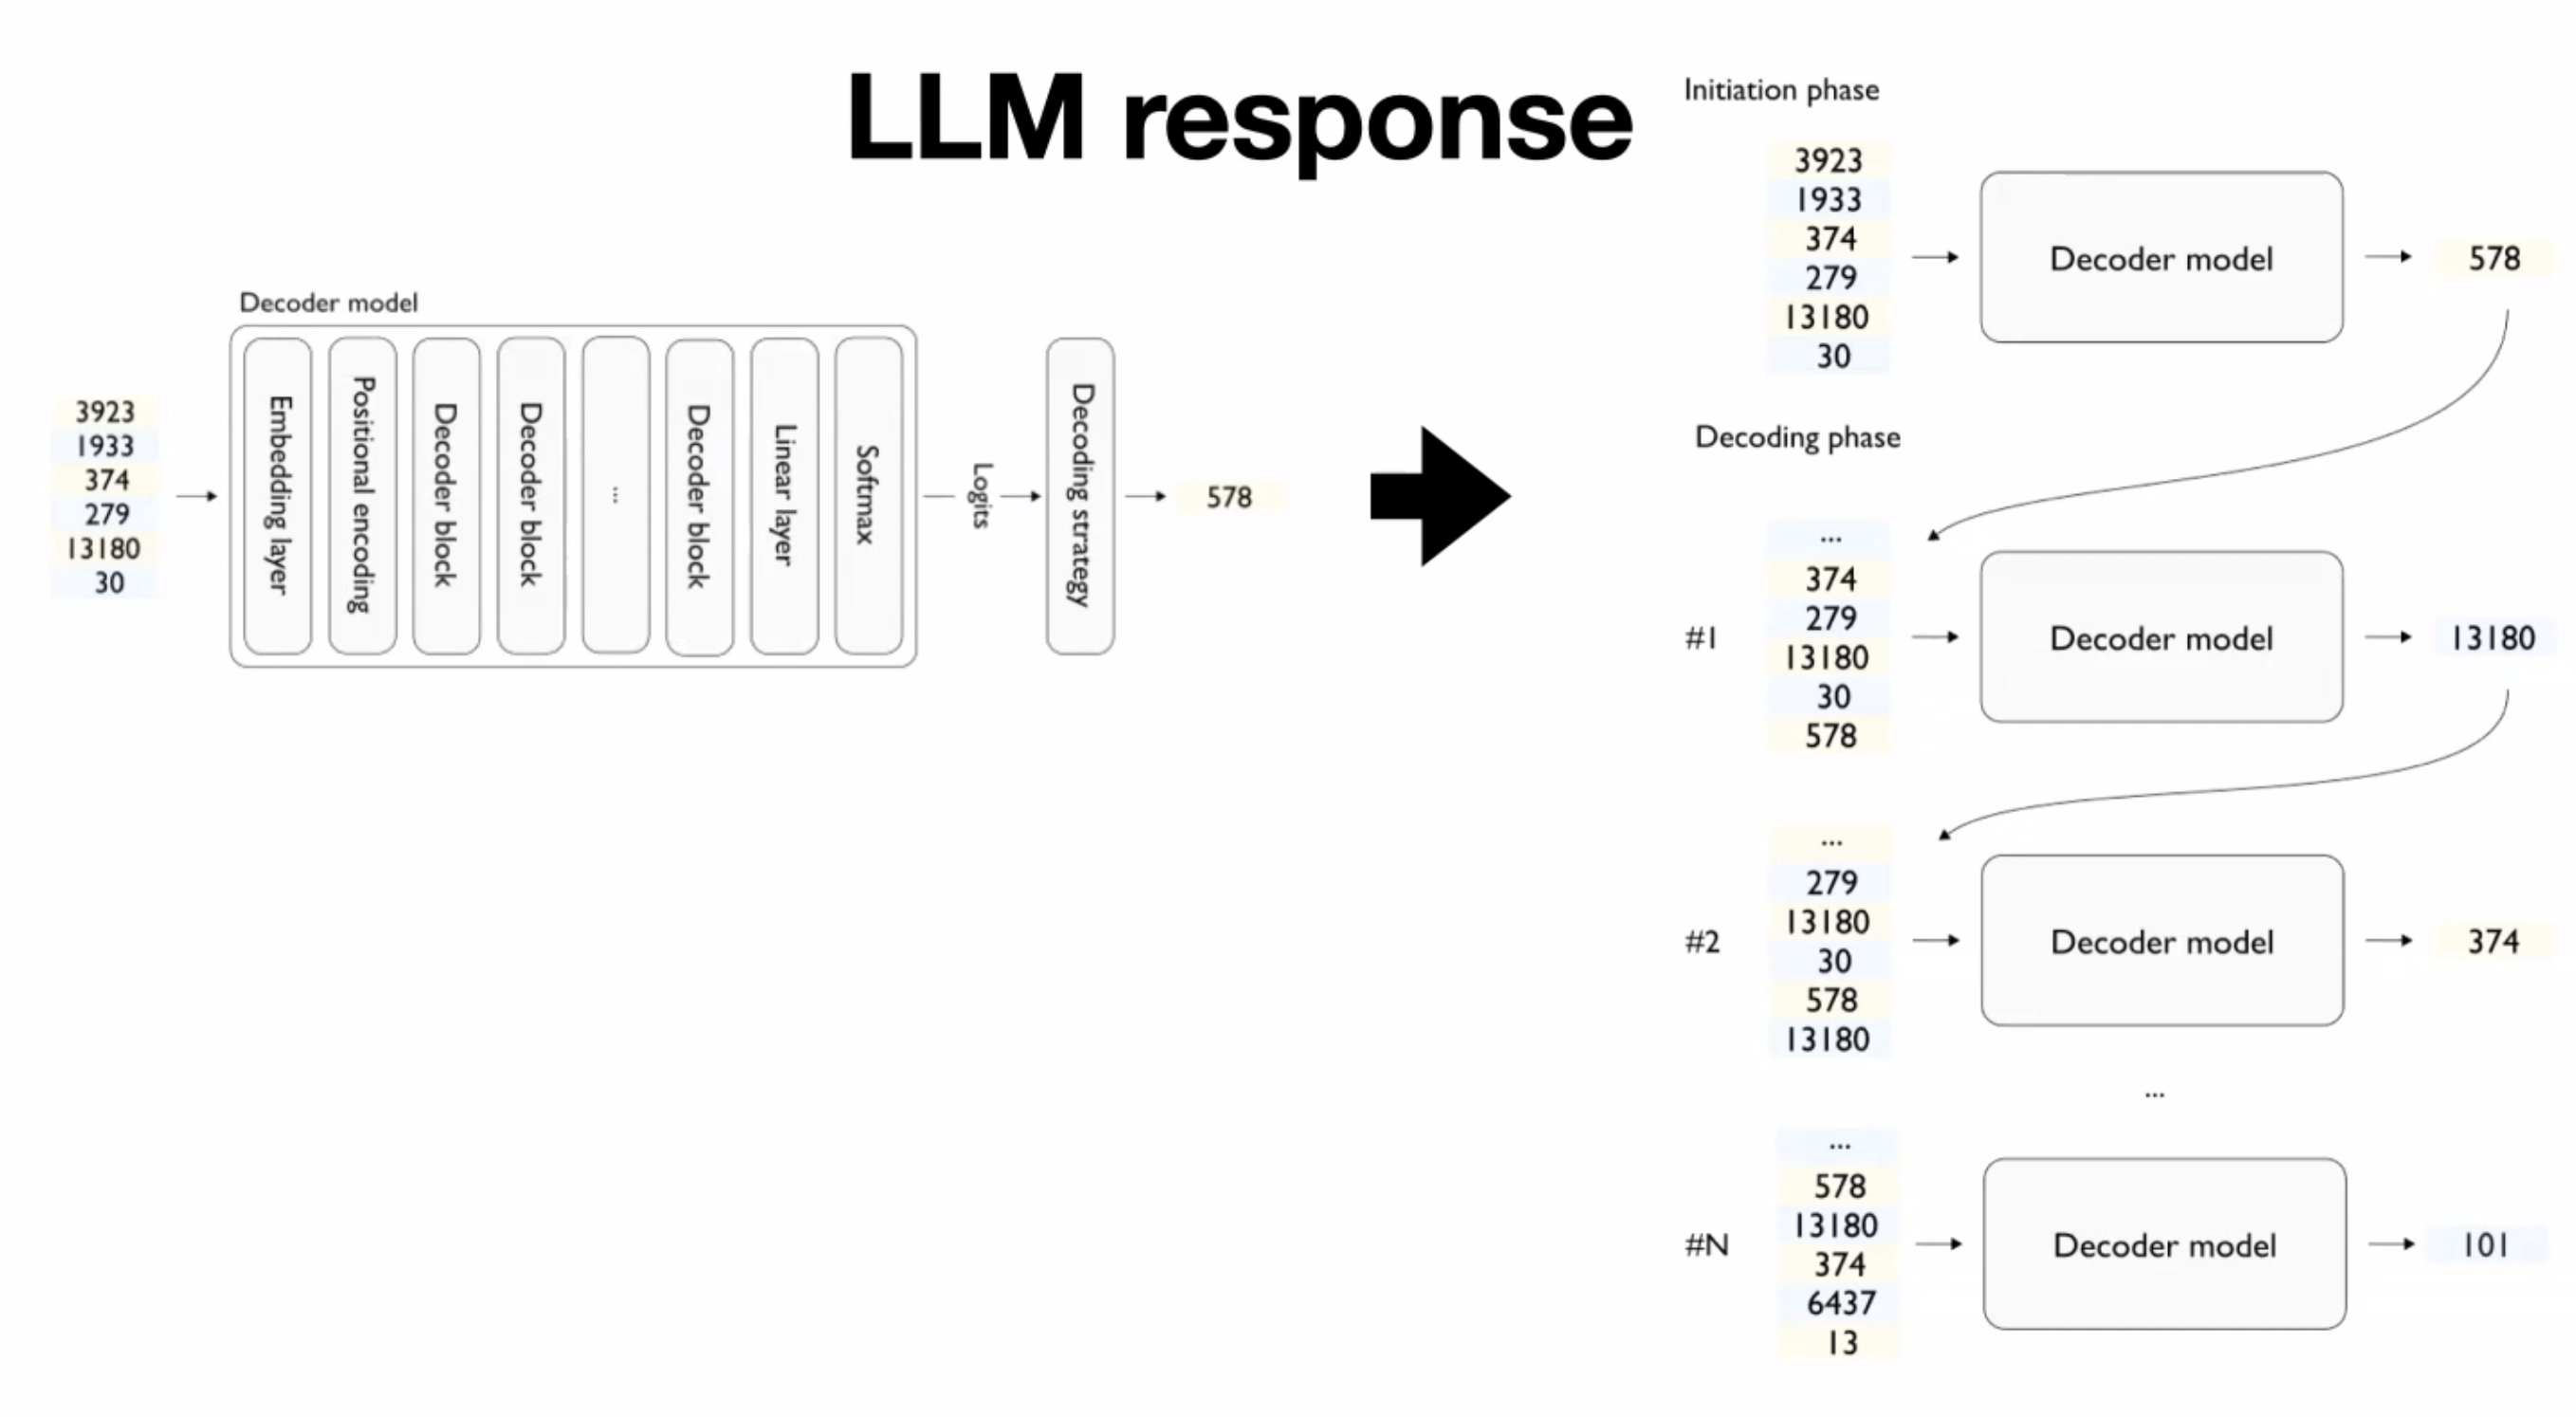 LLM response
Decoder model
3923
1933
374
279
13180
30
Embedding layer
Positional encoding
Decoder block
Decoder block
...
Decoder block
Linear layer
Softmax
Logits
Decoding strategy
578
Initiation phase
3923
1933
374
279
13180
30
Decoder model
578
Decoding phase
#1
...
374
279
13180
30
578
Decoder model
13180
#2
...
279
13180
30
578
13180
Decoder model
374
...
#N
...
578
13180
374
6437
13
Decoder model
101